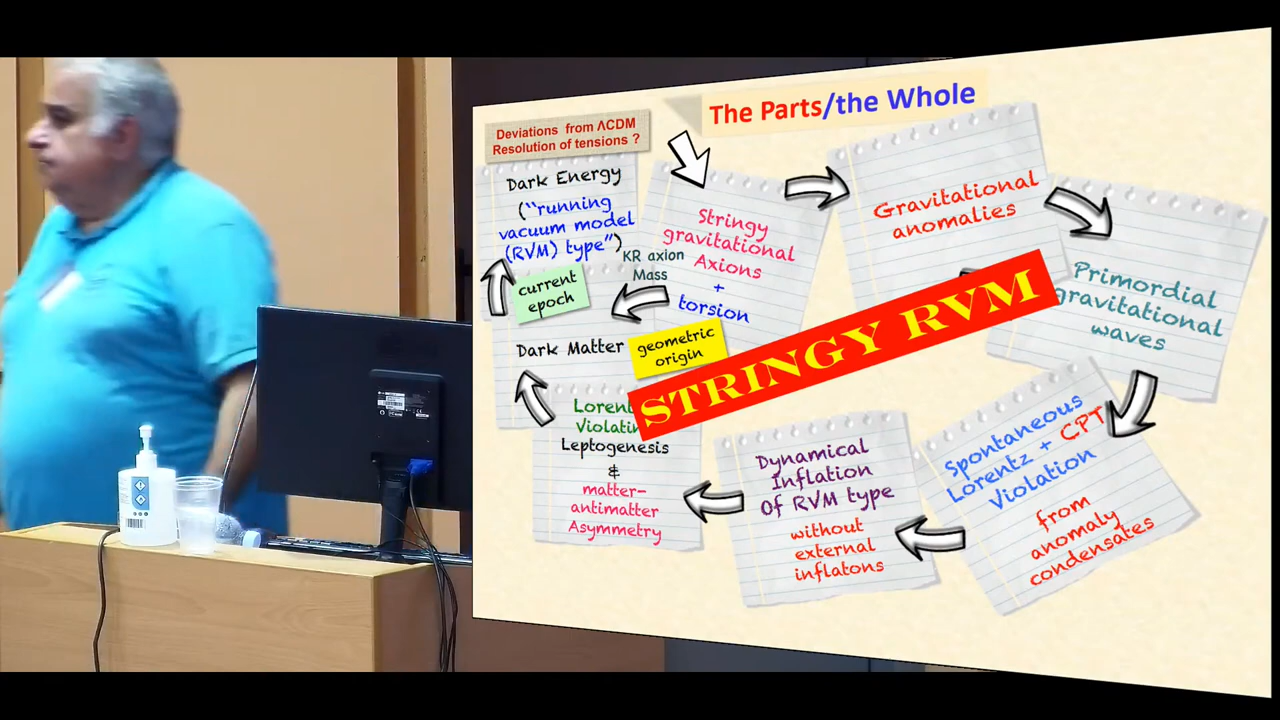 The Parts/the Whole
Deviations from ΛCDM
Resolution of tensions ?
Dark Energy
(“running
vacuum model
(RVM) type”)
current
epoch
KR axion
Mass
Stringy
gravitational
Axions
+
torsion
Gravitational
anomalies
Primordial
gravitational
waves
STRINGY RVM
geometric
origin
Dark Matter
Spontaneous
Lorentz + CPT
Violation
from
anomaly
condensates
Dynamical
Inflation
Of RVM type
without
external
inflatons
Leptogenesis
&
matter-
antimatter
Asymmetry